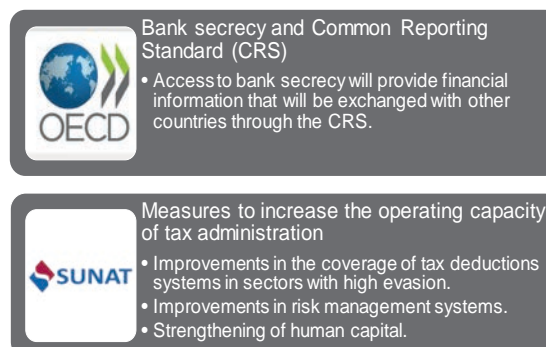 Bank secrecy and Common Reporting
Standard (CRS)
• Access to bank secrecy will provide financial
information that will be exchanged with other
countries through the CRS.
OECD
Measures to increase the operating capacity
of tax administration
• Improvements in the coverage of tax deductions
systems in sectors with high evasion.
• Improvements in risk management systems.
• Strengthening of human capital.
SUNAT